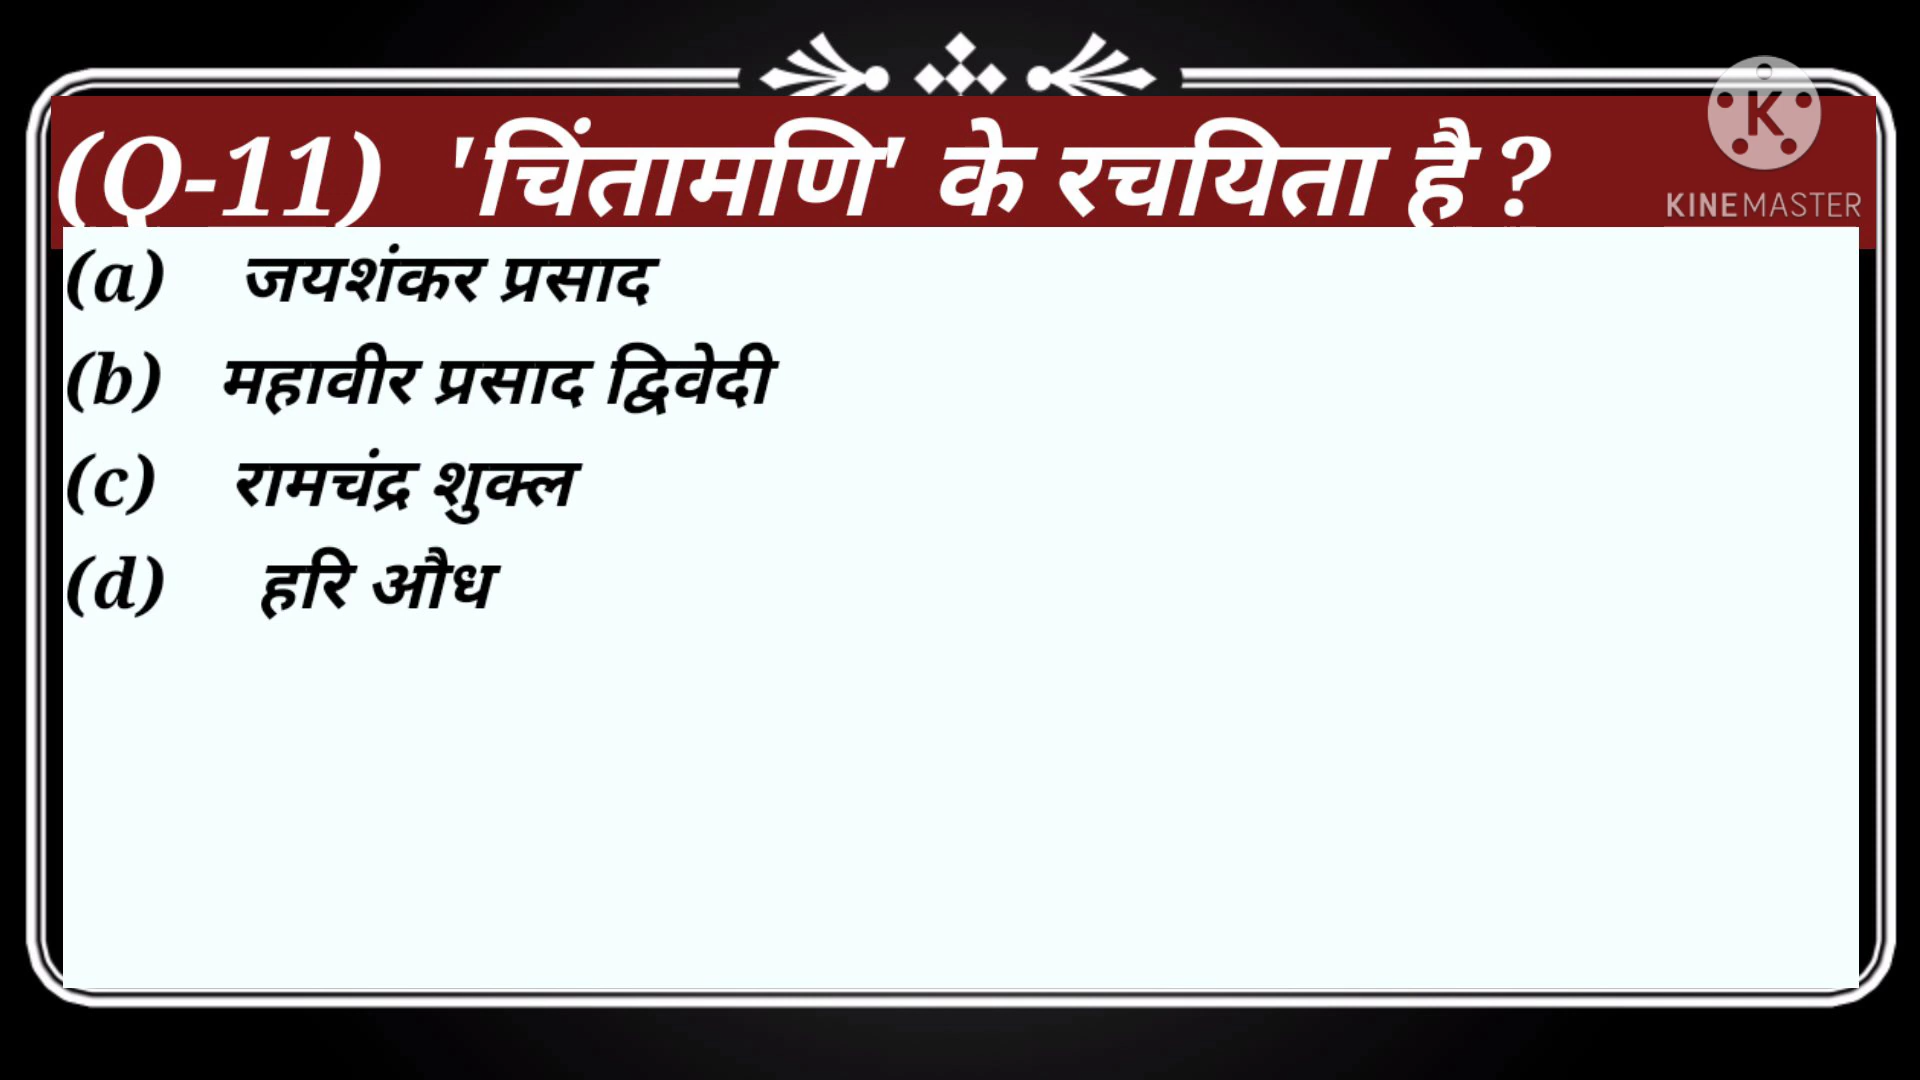 (Q-11) 'चिंतामणि' के रचयिता है ?
KINEMASTER
(a) जयशंकर प्रसाद
(b) महावीर प्रसाद द्विवेदी
(c) रामचंद्र शुक्ल
(d) हरि औध